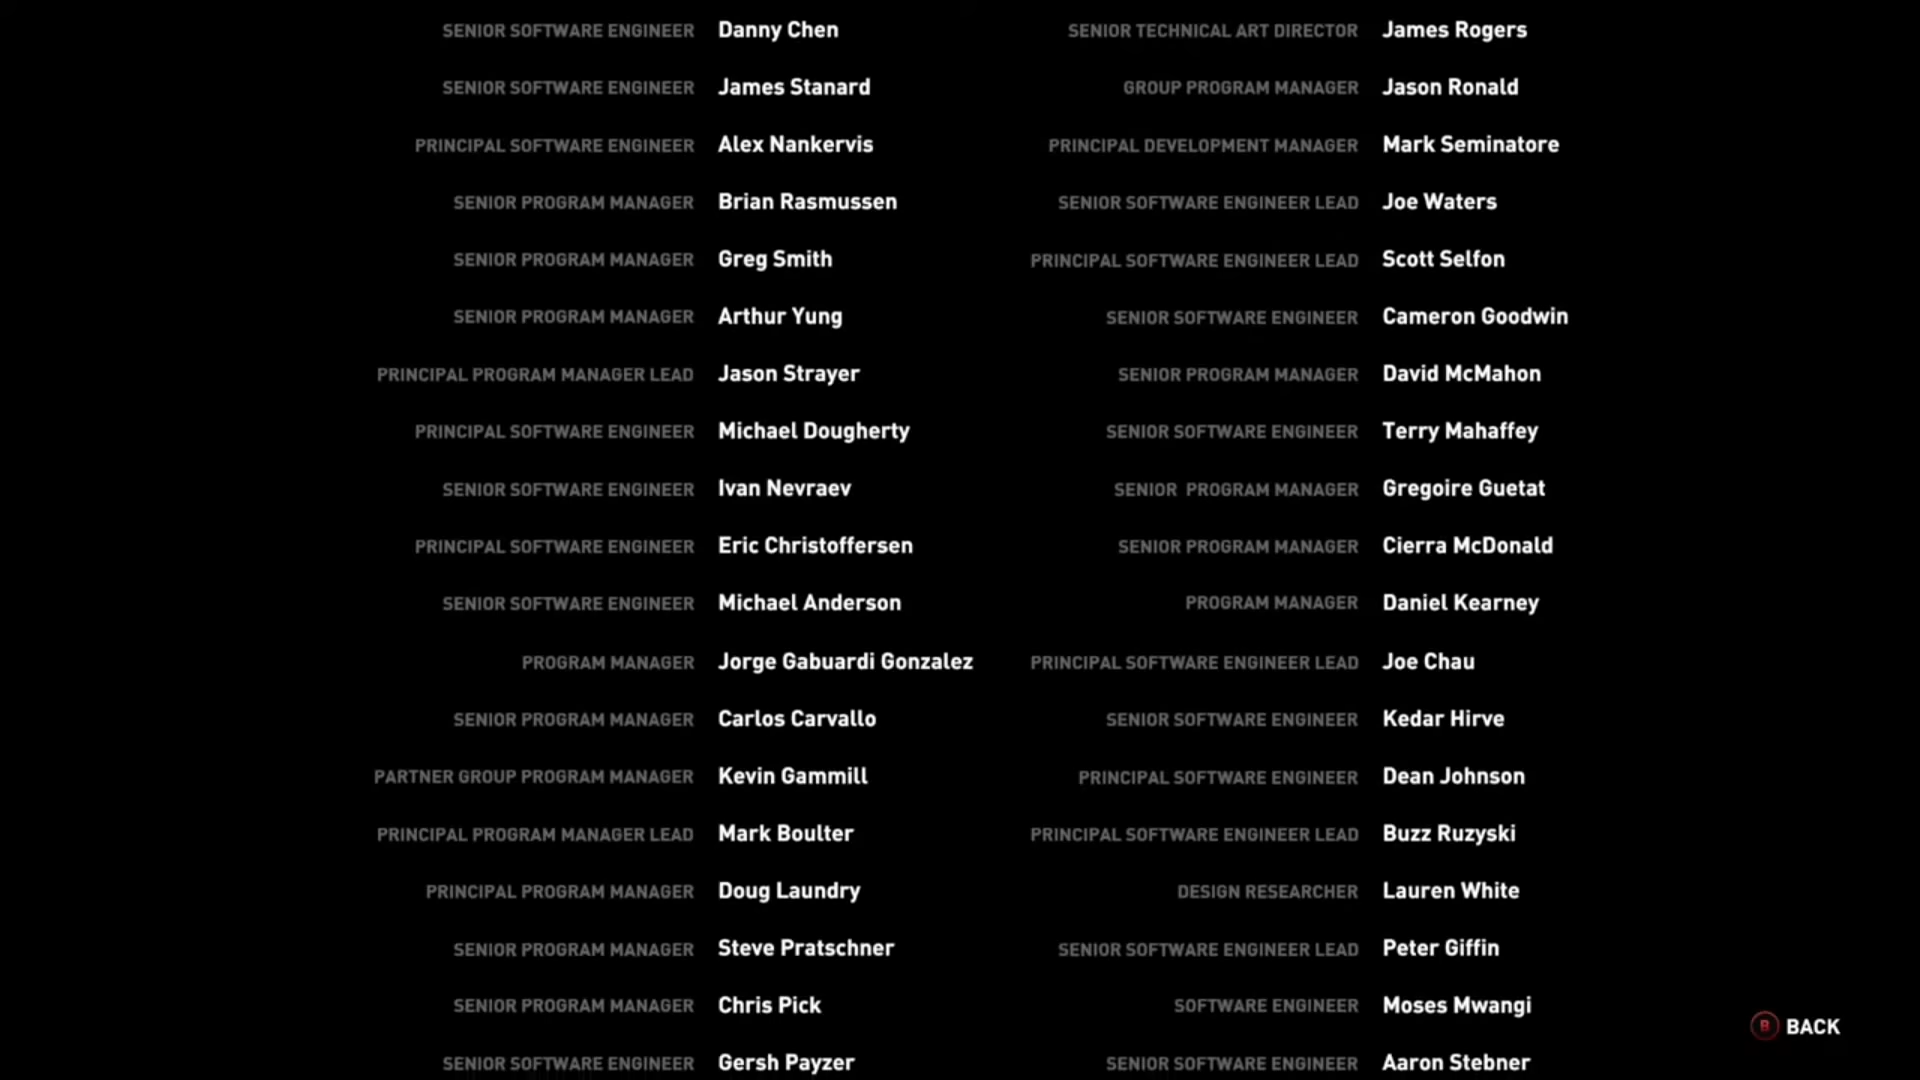 SENIOR SOFTWARE ENGINEER Danny Chen
SENIOR SOFTWARE ENGINEER James Stanard
PRINCIPAL SOFTWARE ENGINEER Alex Nankervis
SENIOR PROGRAM MANAGER Brian Rasmussen
SENIOR PROGRAM MANAGER Greg Smith
SENIOR PROGRAM MANAGER Arthur Yung
PRINCIPAL PROGRAM MANAGER LEAD Jason Strayer
PRINCIPAL SOFTWARE ENGINEER Michael Dougherty
SENIOR SOFTWARE ENGINEER Ivan Nevraev
PRINCIPAL SOFTWARE ENGINEER Eric Christoffersen
SENIOR SOFTWARE ENGINEER Michael Anderson
PROGRAM MANAGER Jorge Gabuardi Gonzalez
SENIOR PROGRAM MANAGER Carlos Carvallo
PARTNER GROUP PROGRAM MANAGER Kevin Gammill
PRINCIPAL PROGRAM MANAGER LEAD Mark Boulter
PRINCIPAL PROGRAM MANAGER Doug Laundry
SENIOR PROGRAM MANAGER Steve Pratschner
SENIOR PROGRAM MANAGER Chris Pick
SENIOR SOFTWARE ENGINEER Gersh Payzer
SENIOR TECHNICAL ART DIRECTOR James Rogers
GROUP PROGRAM MANAGER Jason Ronald
PRINCIPAL DEVELOPMENT MANAGER Mark Seminatore
SENIOR SOFTWARE ENGINEER LEAD Joe Waters
PRINCIPAL SOFTWARE ENGINEER LEAD Scott Selfon
SENIOR SOFTWARE ENGINEER Cameron Goodwin
SENIOR PROGRAM MANAGER David McMahon
SENIOR SOFTWARE ENGINEER Terry Mahaffey
SENIOR PROGRAM MANAGER Gregoire Guetat
SENIOR PROGRAM MANAGER Cierra McDonald
PROGRAM MANAGER Daniel Kearney
PRINCIPAL SOFTWARE ENGINEER LEAD Joe Chau
SENIOR SOFTWARE ENGINEER Kedar Hirve
PRINCIPAL SOFTWARE ENGINEER Dean Johnson
PRINCIPAL SOFTWARE ENGINEER LEAD Buzz Ruzyski
DESIGN RESEARCHER Lauren White
SENIOR SOFTWARE ENGINEER LEAD Peter Giffin
SOFTWARE ENGINEER Moses Mwangi
SENIOR SOFTWARE ENGINEER Aaron Stebner
B BACK